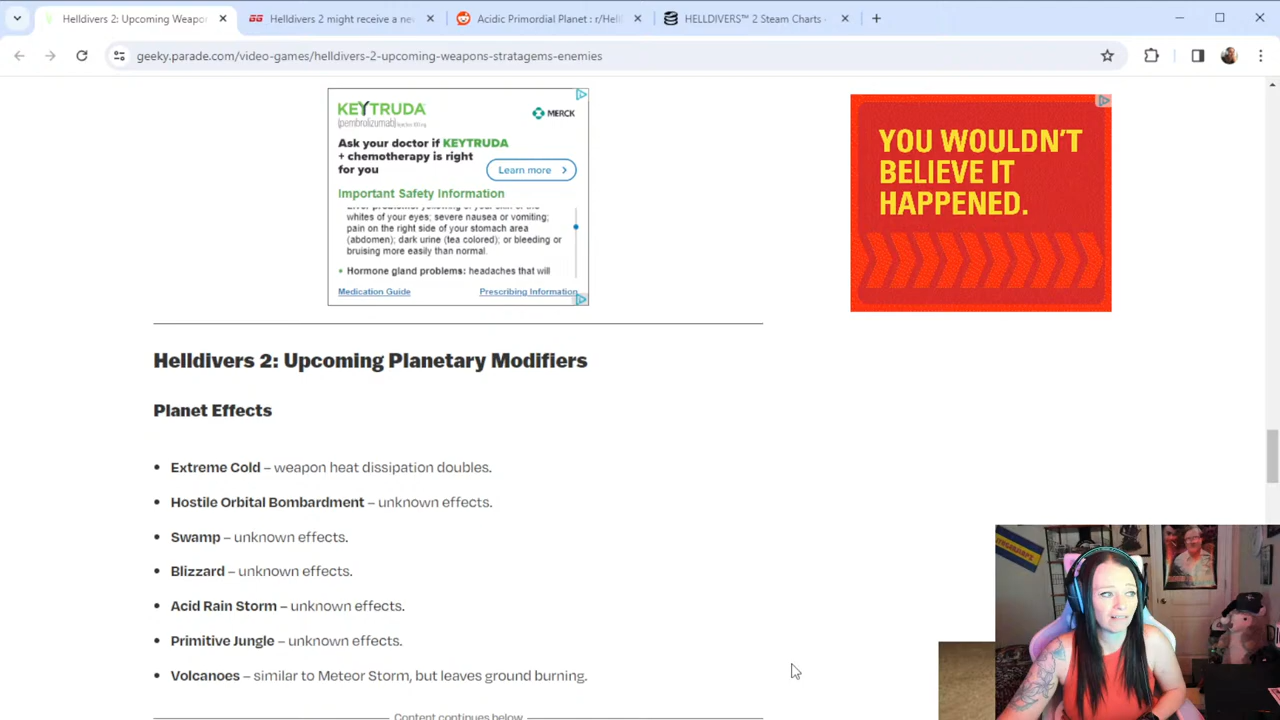 Helldivers 2: Upcoming Weapo
Helldivers 2 might receive a ne
Acidic Primordial Planet : r/Hell
HELLDIVERS™ 2 Steam Charts
geeky.parade.com/video-games/helldivers-2-upcoming-weapons-stratagems-enemies
KEYTRUDA
(pembrolizumab)
MERCK
Ask your doctor if KEYTRUDA
+ chemotherapy is right
for you
Learn more
Important Safety Information
whites of your eyes; severe nausea or vomiting;
pain on the right side of your stomach area
(abdomen); dark urine (tea colored); or bleeding or
bruising more easily than normal.
• Hormone gland problems: headaches that will
Medication Guide
Prescribing Information
YOU WOULDN'T
BELIEVE IT
HAPPENED.
Helldivers 2: Upcoming Planetary Modifiers
Planet Effects
• Extreme Cold – weapon heat dissipation doubles.
• Hostile Orbital Bombardment – unknown effects.
• Swamp – unknown effects.
• Blizzard – unknown effects.
• Acid Rain Storm – unknown effects.
• Primitive Jungle – unknown effects.
• Volcanoes – similar to Meteor Storm, but leaves ground burning.
Content continues below